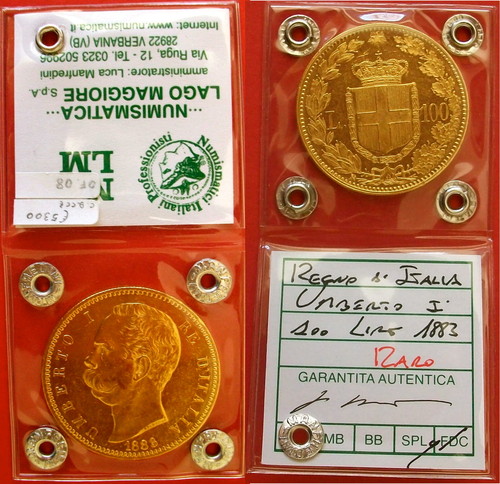 ...NUMISMATICA...
LAGO MAGGIORE S.p.A.
amministratore: Luca Manfredini
Via Ruga, 12, - Tel. 0323 502096
28922 VERBANIA (VB)
Internet: www.numismatica.it
Numismatici Italiani Professionisti
LM
€5300
L. 100
UMBERTO I RE D'ITALIA
1883
REGNO D'ITALIA
UMBERTO I°
100 LIRE 1883
RARO
GARANTITA AUTENTICA
MB BB SPL FDC